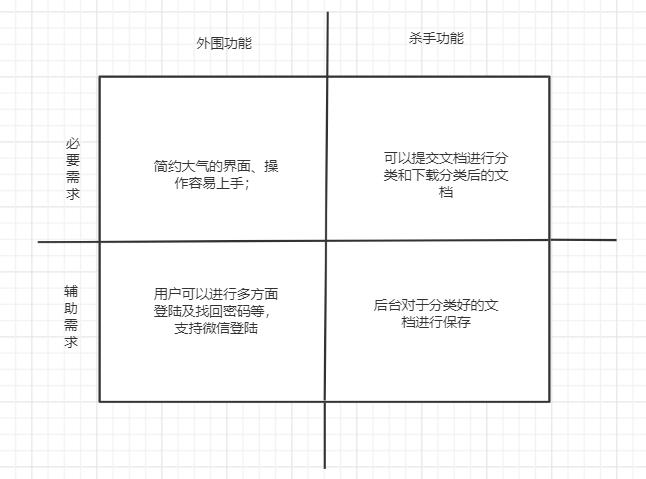 外围功能
杀手功能
必要需求
简约大气的界面、操
作容易上手；
可以提交文档进行分
类和下载分类后的文
档
辅助需求
用户可以进行多方面
登陆及找回密码等，
支持微信登陆
后台对于分类好的文
档进行保存